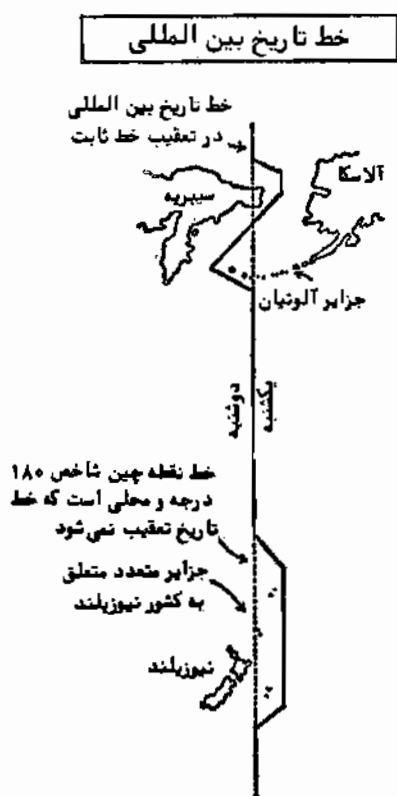 خط تاریخ بین المللی
خط تاریخ بین المللی
در تعقیب خط ثابت
آلاسکا
سیبریه
جزایر آلوتیان
دوشنبه
یکشنبه
خط نقطه چین شاخص ۱۸۰
درجه و محلی است که خط
تاریخ تعقیب نمی‌شود
جزایر متعدد متعلق
به کشور نیوزیلند
نیوزیلند